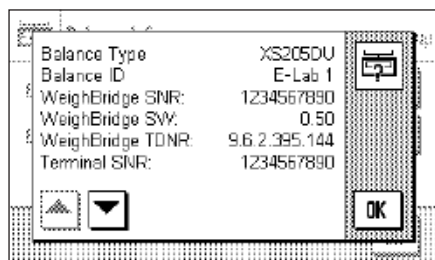 Balance Type XS205DU
Balance ID E-Lab 1
WeighBridge SNR: 1234567890
WeighBridge SW: 0.50
WeighBridge TDNR: 9.6.2.395.144
Terminal SNR: 1234567890
OK